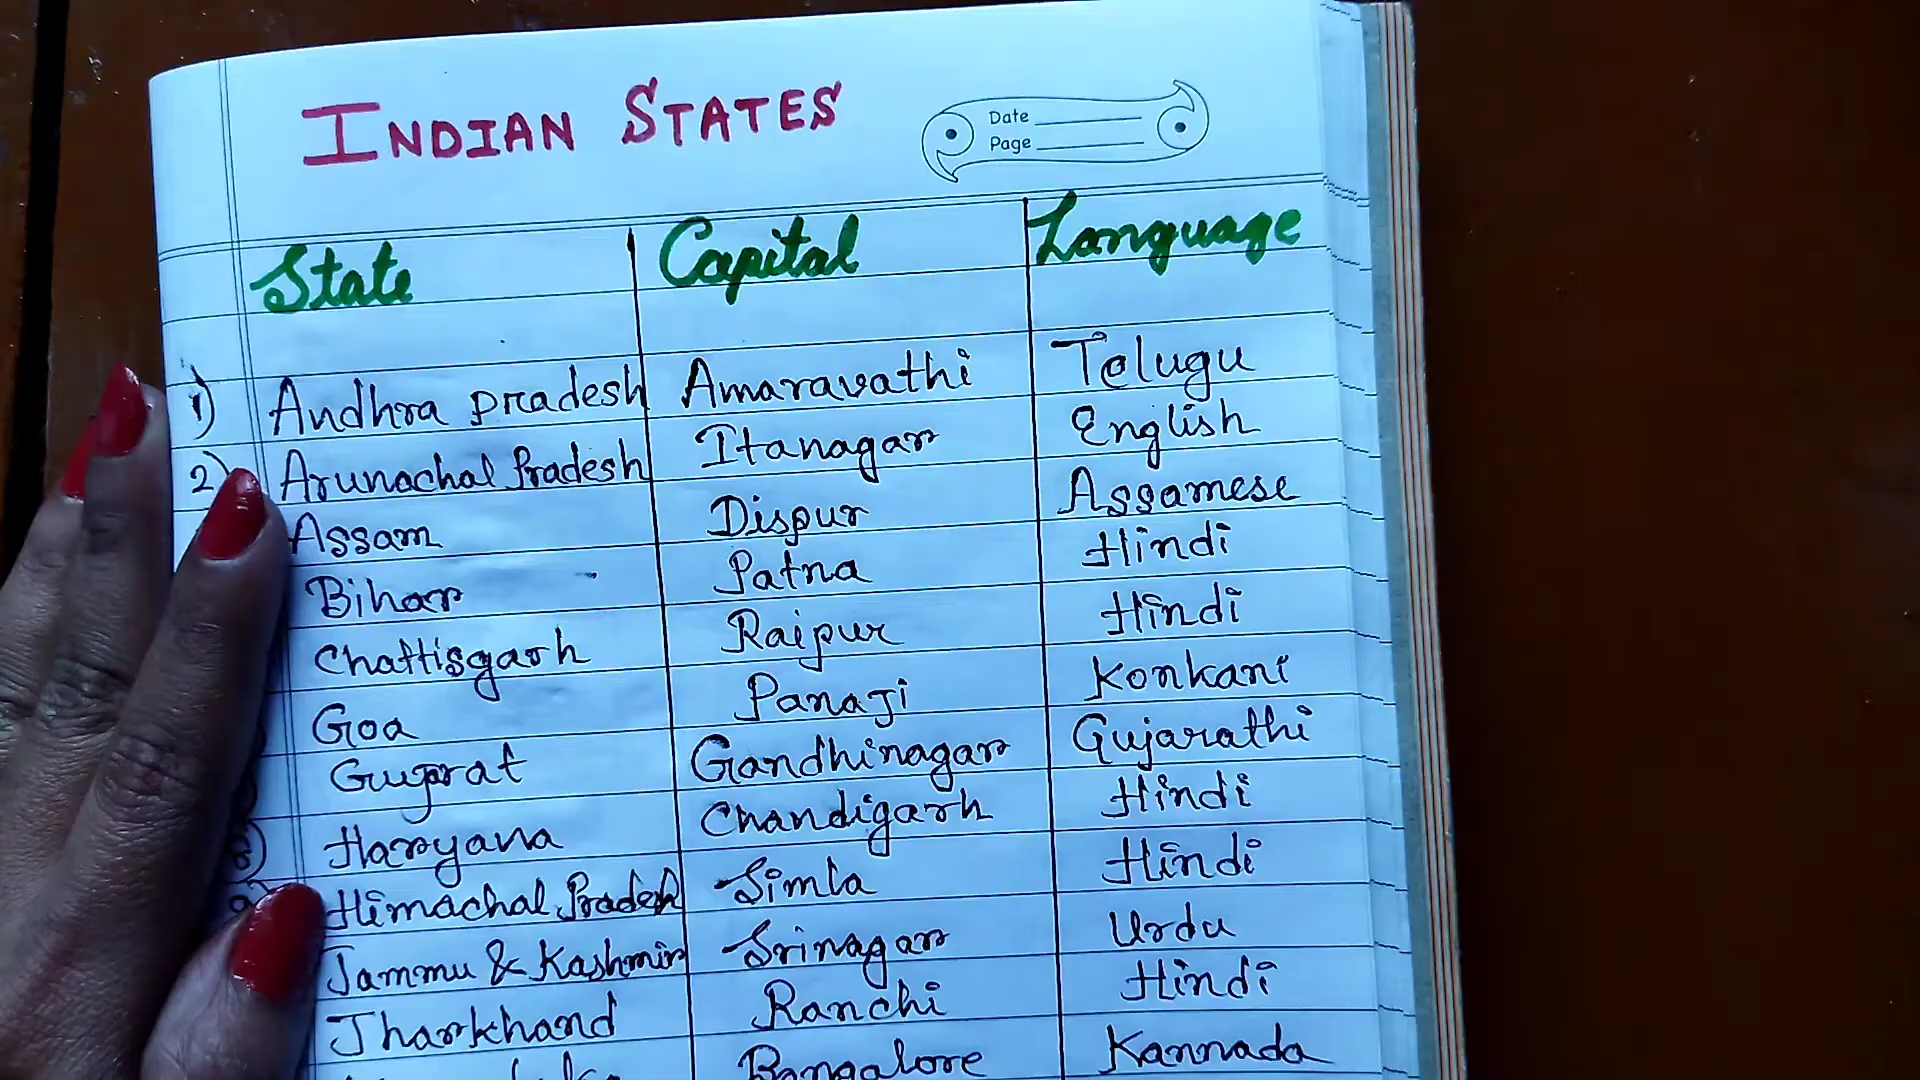 INDIAN STATES
Date
Page
State Capital Language
1) Andhra pradesh Amaravathi Telugu
2) Arunachal Pradesh Itanagar English
Assam Dispur Assamese
Bihar Patna Hindi
Chattisgarh Raipur Hindi
Goa Panaji Konkani
Gujarat Gandhinagar Gujarathi
8) Haryana Chandigarh Hindi
9) Himachal Pradesh Simla Hindi
Jammu & Kashmir Srinagar Urdu
Jharkhand Ranchi Hindi
Bangalore Kannada